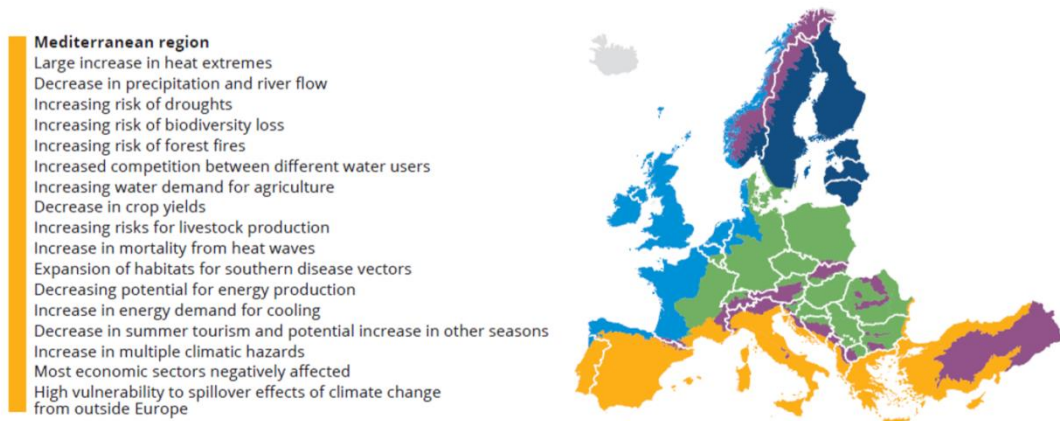 Mediterranean region
Large increase in heat extremes
Decrease in precipitation and river flow
Increasing risk of droughts
Increasing risk of biodiversity loss
Increasing risk of forest fires
Increased competition between different water users
Increasing water demand for agriculture
Decrease in crop yields
Increasing risks for livestock production
Increase in mortality from heat waves
Expansion of habitats for southern disease vectors
Decreasing potential for energy production
Increase in energy demand for cooling
Decrease in summer tourism and potential increase in other seasons
Increase in multiple climatic hazards
Most economic sectors negatively affected
High vulnerability to spillover effects of climate change
from outside Europe